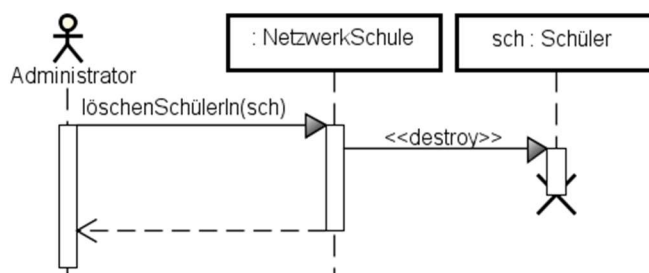 : NetzwerkSchule
sch : Schüler
Administrator
löschenSchülerIn(sch)
<<destroy>>